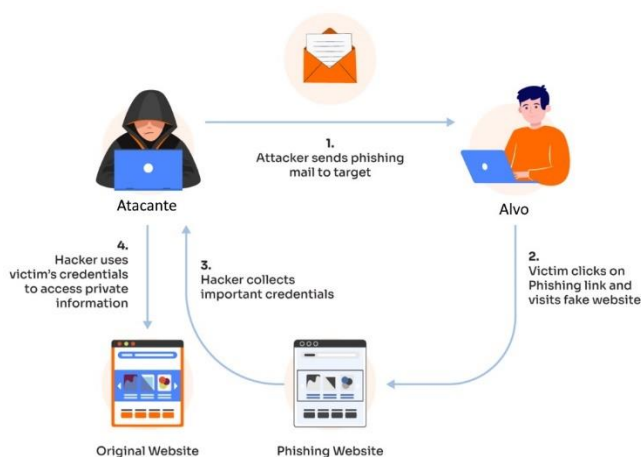 1.
Attacker sends phishing
mail to target
Atacante
Alvo
4.
Hacker uses
victim's credentials
to access private
information
3.
Hacker collects
important credentials
2.
Victim clicks on
Phishing link and
visits fake website
Original Website
Phishing Website